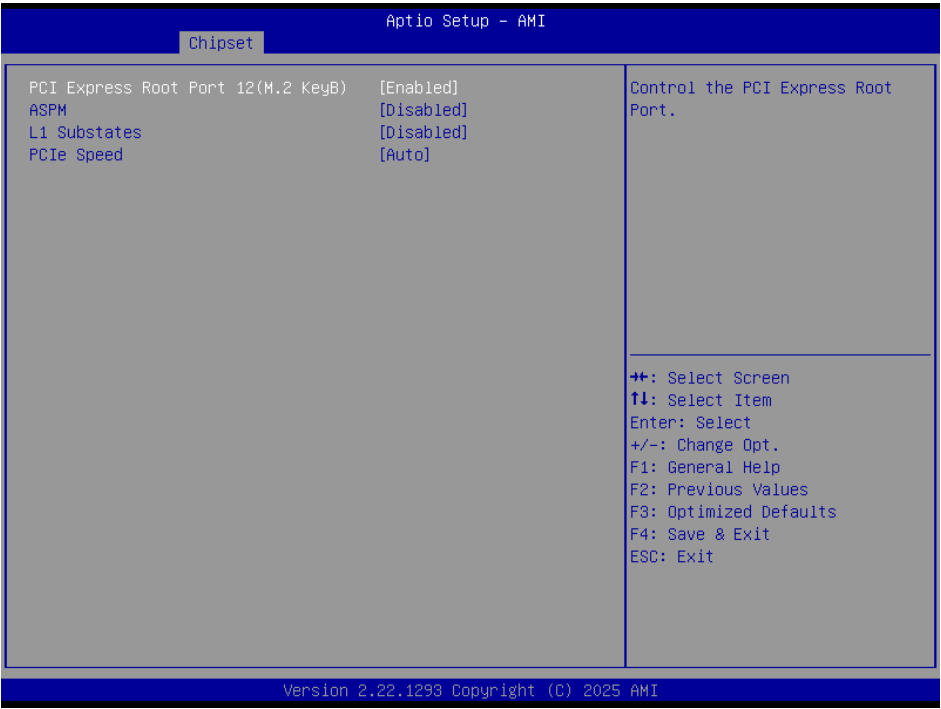 Aptio Setup - AMI
Chipset
PCI Express Root Port 12(M.2 KeyB) [Enabled]
ASPM [Disabled]
L1 Substates [Disabled]
PCIe Speed [Auto]
Control the PCI Express Root
Port.
→←: Select Screen
↑↓: Select Item
Enter: Select
+/-: Change Opt.
F1: General Help
F2: Previous Values
F3: Optimized Defaults
F4: Save & Exit
ESC: Exit
Version 2.22.1293 Copyright (C) 2025 AMI